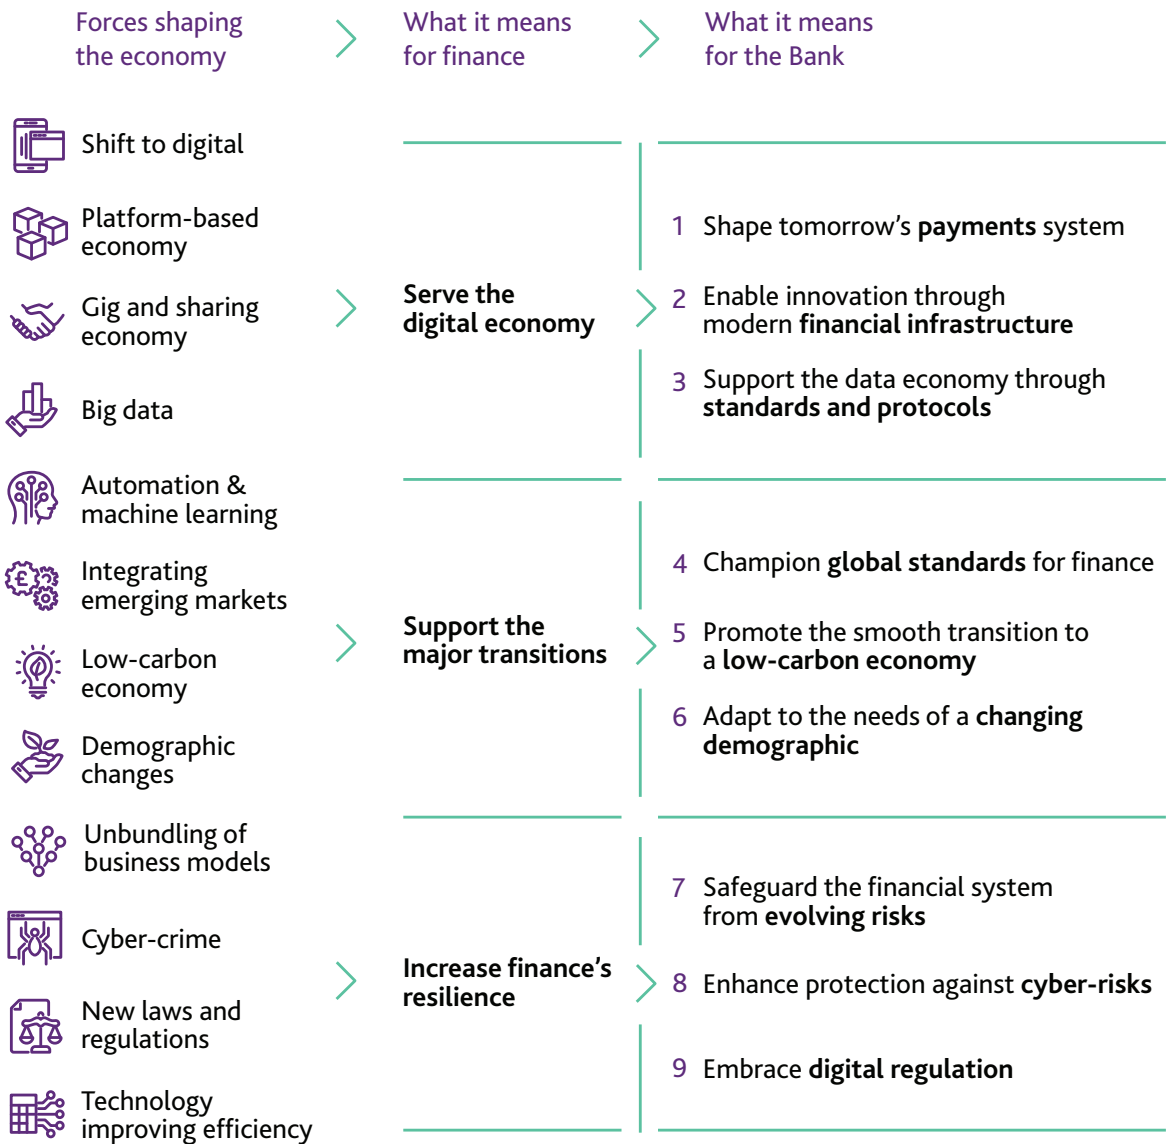 Forces shaping
the economy
What it means
for finance
What it means
for the Bank
Shift to digital
Platform-based
economy
Gig and sharing
economy
Big data
Automation &
machine learning
Integrating
emerging markets
£
Low-carbon
economy
Demographic
changes
Unbundling of
business models
Cyber-crime
New laws and
regulations
Technology
improving efficiency
Serve the
digital economy
Support the
major transitions
Increase finance's
resilience
1 Shape tomorrow's payments system
2 Enable innovation through
modern financial infrastructure
3 Support the data economy through
standards and protocols
4 Champion global standards for finance
5 Promote the smooth transition to
a low-carbon economy
6 Adapt to the needs of a changing
demographic
7 Safeguard the financial system
from evolving risks
8 Enhance protection against cyber-risks
9 Embrace digital regulation